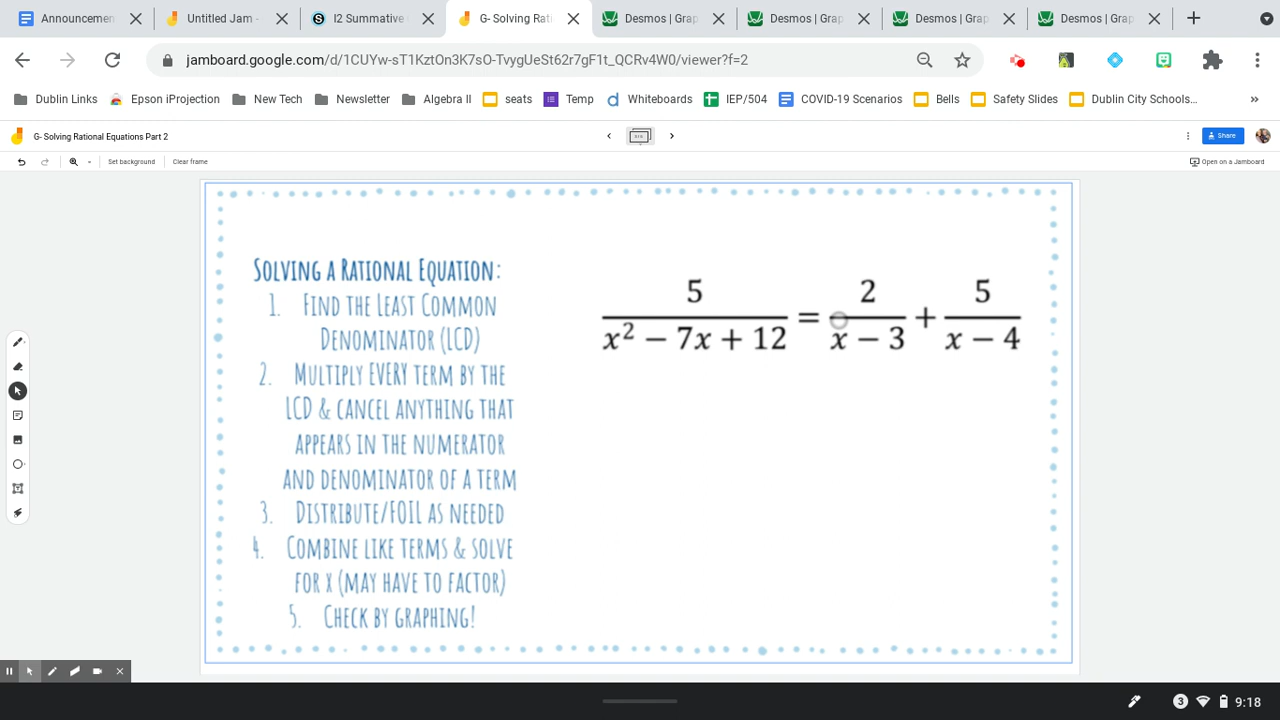 Announcemen
Untitled Jam -
I2 Summative
G- Solving Rati
Desmos | Grap
Desmos | Grap
Desmos | Grap
Desmos | Grap
jamboard.google.com/d/1CUYw-sT1KztOn3K7sO-TvygUeSt62r7gF1t_QCRv4W0/viewer?f=2
Dublin Links
Epson iProjection
New Tech
Newsletter
Algebra II
seats
Temp
Whiteboards
IEP/504
COVID-19 Scenarios
Bells
Safety Slides
Dublin City Schools...
»
G- Solving Rational Equations Part 2
Share
Set background
Clear frame
Open on a Jamboard
SOLVING A RATIONAL EQUATION:
1. FIND THE LEAST COMMON
DENOMINATOR (LCD)
2. MULTIPLY EVERY TERM BY THE
LCD & CANCEL ANYTHING THAT
APPEARS IN THE NUMERATOR
AND DENOMINATOR OF A TERM
3. DISTRIBUTE/FOIL AS NEEDED
4. COMBINE LIKE TERMS & SOLVE
FOR X (MAY HAVE TO FACTOR)
5. CHECK BY GRAPHING!
5 2 5
= +
x² − 7x + 12 x − 3 x − 4
3
9:18